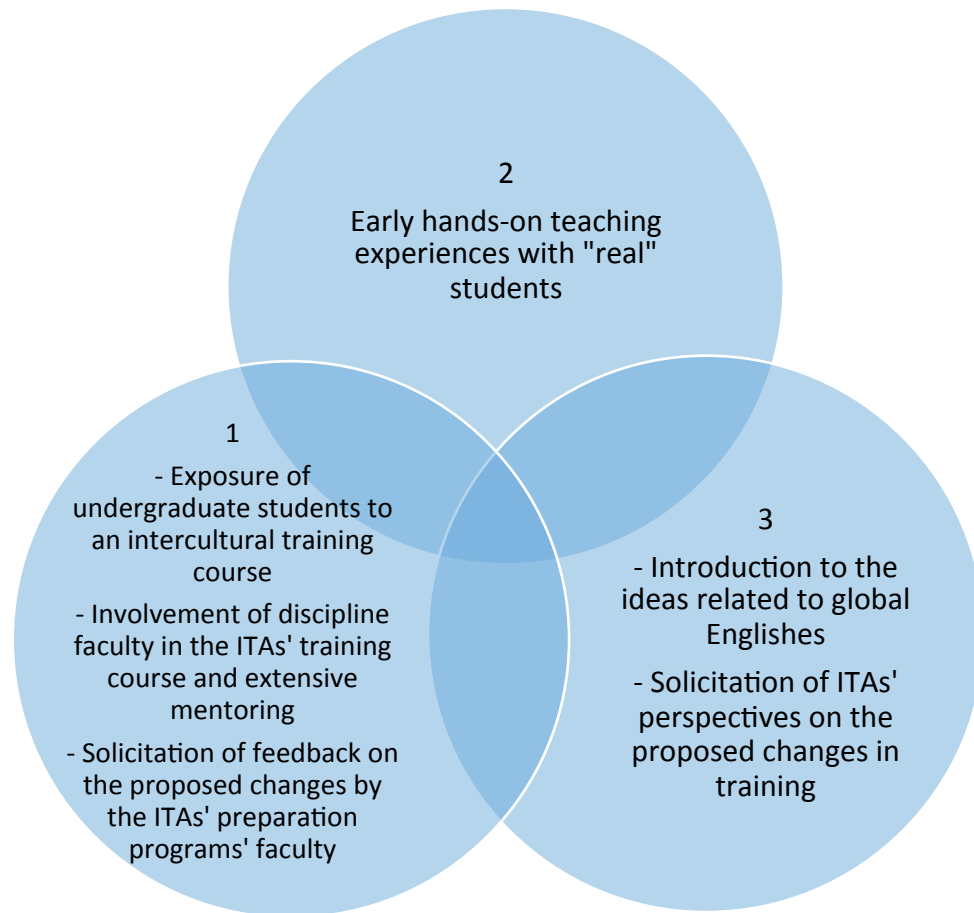 2
Early hands-on teaching
experiences with "real"
students
1
- Exposure of
undergraduate students to
an intercultural training
course
- Involvement of discipline
faculty in the ITAs' training
course and extensive
mentoring
- Solicitation of feedback on
the proposed changes by
the ITAs' preparation
programs' faculty
3
- Introduction to the
ideas related to global
Englishes
- Solicitation of ITAs'
perspectives on the
proposed changes in
training